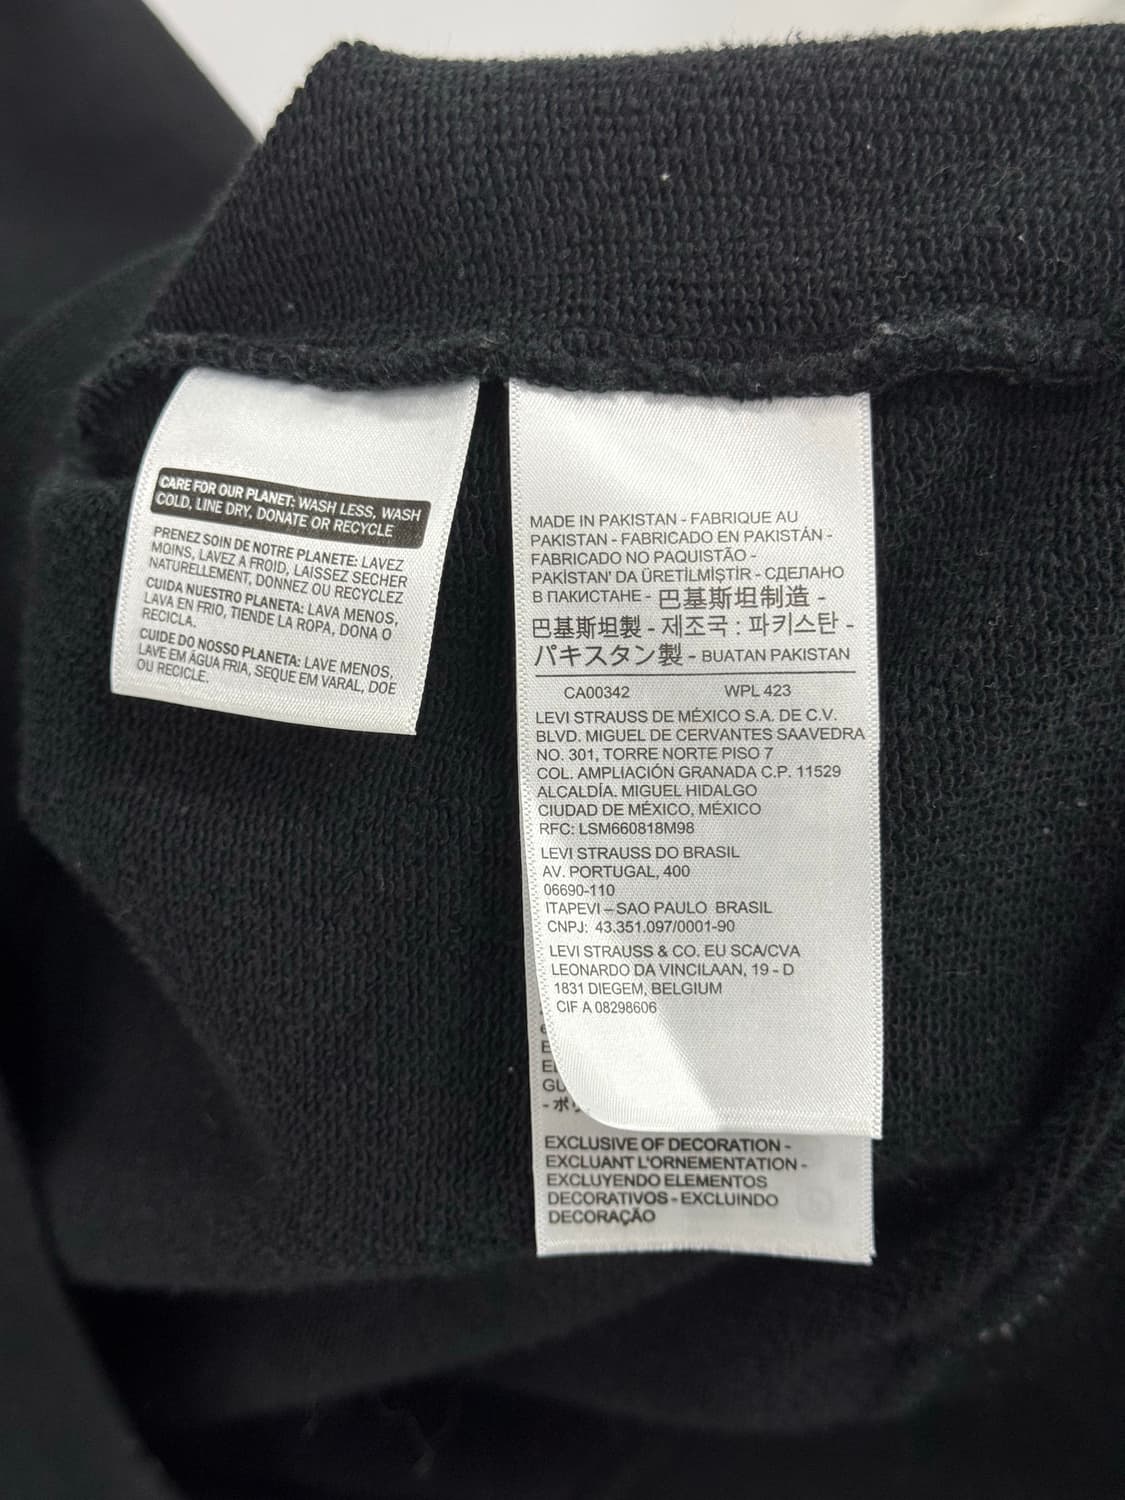 CARE FOR OUR PLANET: WASH LESS, WASH
COLD, LINE DRY, DONATE OR RECYCLE
PRENEZ SOIN DE NOTRE PLANETE: LAVEZ
MOINS, LAVEZ A FROID, LAISSEZ SECHER
NATURELLEMENT, DONNEZ OU RECYCLEZ
CUIDA NUESTRO PLANETA: LAVA MENOS,
LAVA EN FRIO, TIENDE LA ROPA, DONA O
RECICLA.
CUIDE DO NOSSO PLANETA: LAVE MENOS,
LAVE EM ÁGUA FRIA, SEQUE EM VARAL, DOE
OU RECICLE.
MADE IN PAKISTAN - FABRIQUE AU
PAKISTAN - FABRICADO EN PAKISTÁN -
FABRICADO NO PAQUISTÃO -
PAKİSTAN' DA ÜRETİLMİŞTİR - СДЕЛАНО
В ПАКИСТАНЕ - 巴基斯坦制造 -
巴基斯坦製 - 제조국 : 파키스탄 -
パキスタン製 - BUATAN PAKISTAN
CA00342 WPL 423
LEVI STRAUSS DE MÉXICO S.A. DE C.V.
BLVD. MIGUEL DE CERVANTES SAAVEDRA
NO. 301, TORRE NORTE PISO 7
COL. AMPLIACIÓN GRANADA C.P. 11529
ALCALDÍA. MIGUEL HIDALGO
CIUDAD DE MÉXICO, MÉXICO
RFC: LSM660818M98
LEVI STRAUSS DO BRASIL
AV. PORTUGAL, 400
06690-110
ITAPEVI – SAO PAULO BRASIL
CNPJ: 43.351.097/0001-90
LEVI STRAUSS & CO. EU SCA/CVA
LEONARDO DA VINCILAAN, 19 - D
1831 DIEGEM, BELGIUM
CIF A 08298606
EXCLUSIVE OF DECORATION -
EXCLUANT L'ORNEMENTATION -
EXCLUYENDO ELEMENTOS
DECORATIVOS - EXCLUINDO
DECORAÇÃO